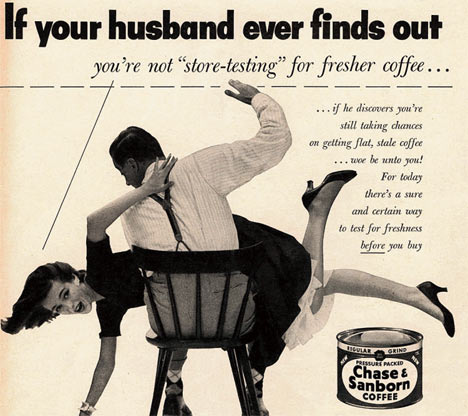 If your husband ever finds out
you're not "store-testing" for fresher coffee...
...if he discovers you're
still taking chances
on getting flat, stale coffee
...woe be unto you!
For today
there's a sure
and certain way
to test for freshness
before you buy
REGULAR GRIND
PRESSURE PACKED
Chase &
Sanborn
COFFEE